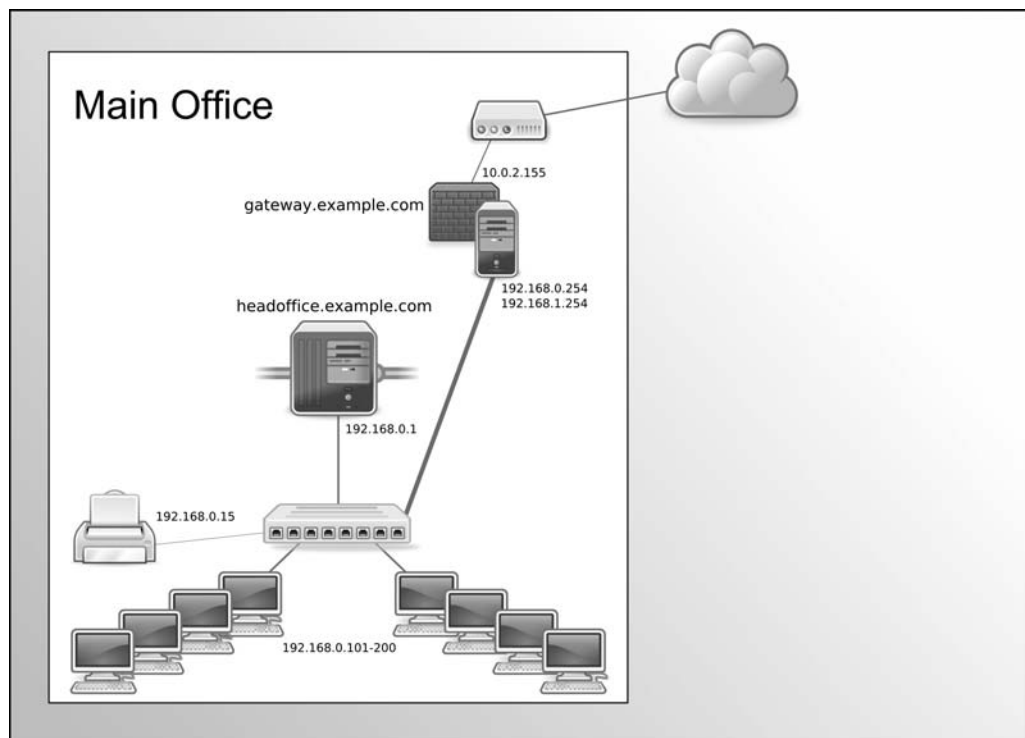 Main Office
10.0.2.155
gateway.example.com
192.168.0.254
192.168.1.254
headoffice.example.com
192.168.0.1
192.168.0.15
192.168.0.101-200